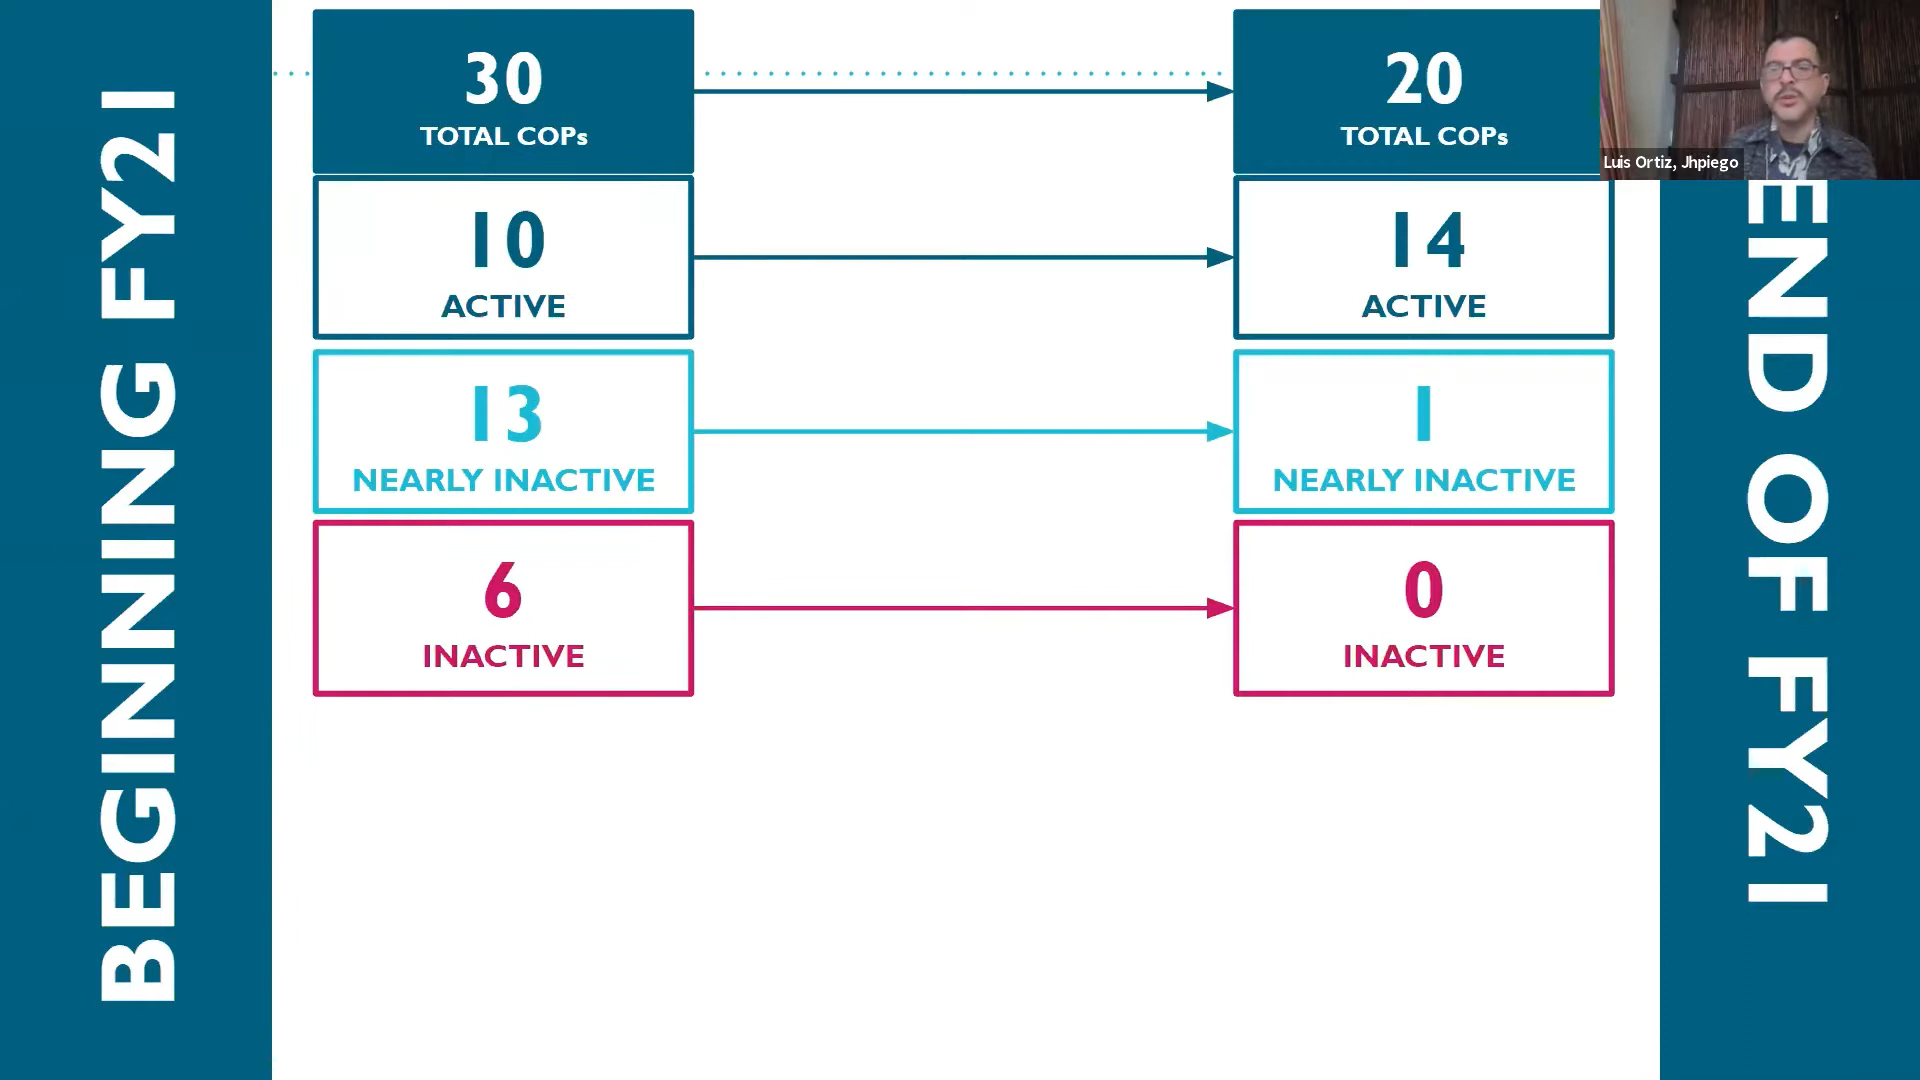 BEGINNING FY21
30
TOTAL COPs
10
ACTIVE
13
NEARLY INACTIVE
6
INACTIVE
20
TOTAL COPs
14
ACTIVE
1
NEARLY INACTIVE
0
INACTIVE
Luis Ortiz, Jhpiego
END OF FY21